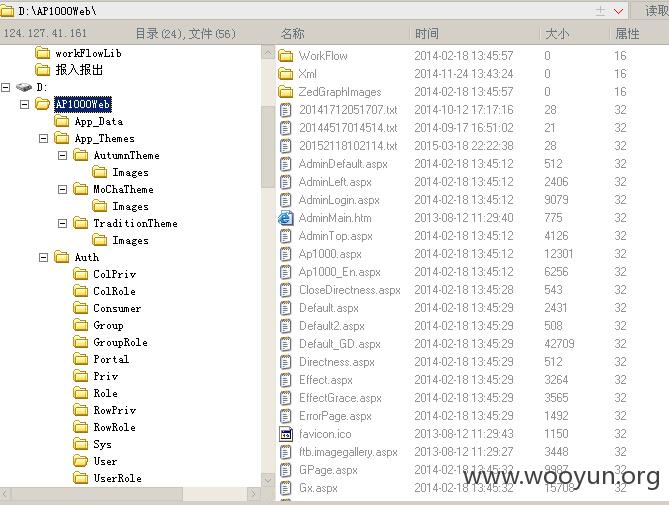 D:\AP1000Web\ 读取
124.127.41.161 目录(24),文件(56) 名称 时间 大小 属性
workFlowLib
报入报出
D:
AP1000Web
App_Data
App_Themes
AutumnTheme
Images
MoChaTheme
Images
TraditionTheme
Images
Auth
ColPriv
ColRole
Consumer
Group
GroupRole
Portal
Priv
Role
RowPriv
RowRole
Sys
User
UserRole
WorkFlow 2014-02-18 13:45:57 0 16
Xml 2014-11-24 13:43:24 0 16
ZedGraphImages 2014-02-18 13:45:57 0 16
20141712051707.txt 2014-10-12 17:17:16 28 32
20144517014514.txt 2014-09-17 16:51:02 21 32
20152118102114.txt 2015-03-18 22:22:38 28 32
AdminDefault.aspx 2014-02-18 13:45:12 512 32
AdminLeft.aspx 2014-02-18 13:45:12 2406 32
AdminLogin.aspx 2014-02-18 13:45:12 9079 32
AdminMain.htm 2013-08-12 11:29:40 775 32
AdminTop.aspx 2014-02-18 13:45:12 4126 32
Ap1000.aspx 2014-02-18 13:45:12 12301 32
Ap1000_En.aspx 2014-02-18 13:45:12 6256 32
CloseDirectness.aspx 2014-02-18 13:45:28 543 32
Default.aspx 2014-02-18 13:45:29 2431 32
Default2.aspx 2014-02-18 13:45:29 508 32
Default_GD.aspx 2014-02-18 13:45:29 42709 32
Directness.aspx 2014-02-18 13:45:29 512 32
Effect.aspx 2014-02-18 13:45:29 3264 32
EffectGrace.aspx 2014-02-18 13:45:29 3565 32
ErrorPage.aspx 2014-02-18 13:45:29 1492 32
favicon.ico 2013-08-12 11:29:43 1150 32
ftb.imagegallery.aspx 2013-08-12 11:29:27 3448 32
GPage.aspx 2014-02-18 13:45:32 9987 32
Gx.aspx 2014-02-18 13:45:32 15708 32
www.wooyun.org